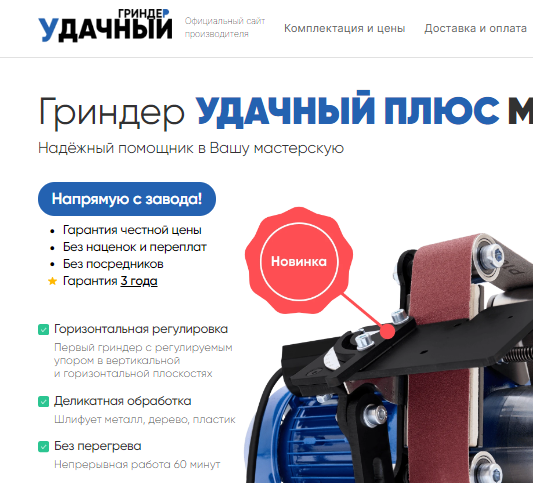 ГРИНДЕР
УДАЧНЫЙ
Официальный сайт
производителя
Комплектация и цены
Доставка и оплата
Гриндер УДАЧНЫЙ ПЛЮС М
Надёжный помощник в Вашу мастерскую
Напрямую с завода!
Гарантия честной цены
Без наценок и переплат
Без посредников
Гарантия 3 года
Новинка
Горизонтальная регулировка
Первый гриндер с регулируемым
упором в вертикальной
и горизонтальной плоскостях
Деликатная обработка
Шлифует металл, дерево, пластик
Без перегрева
Непрерывная работа 60 минут